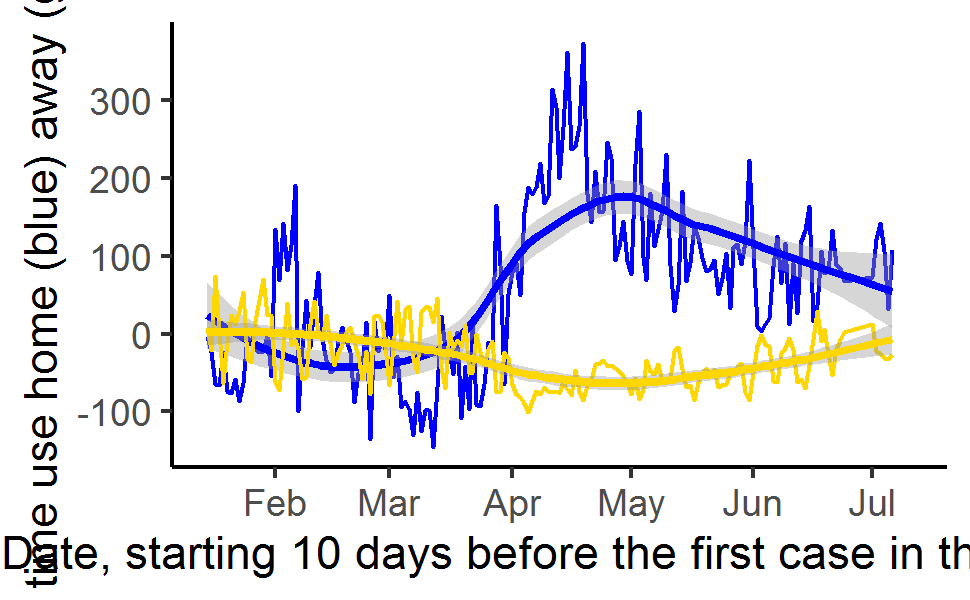 time use home (blue) away (
300
200
100
0
-100
Feb Mar Apr May Jun Jul
Date, starting 10 days before the first case in th